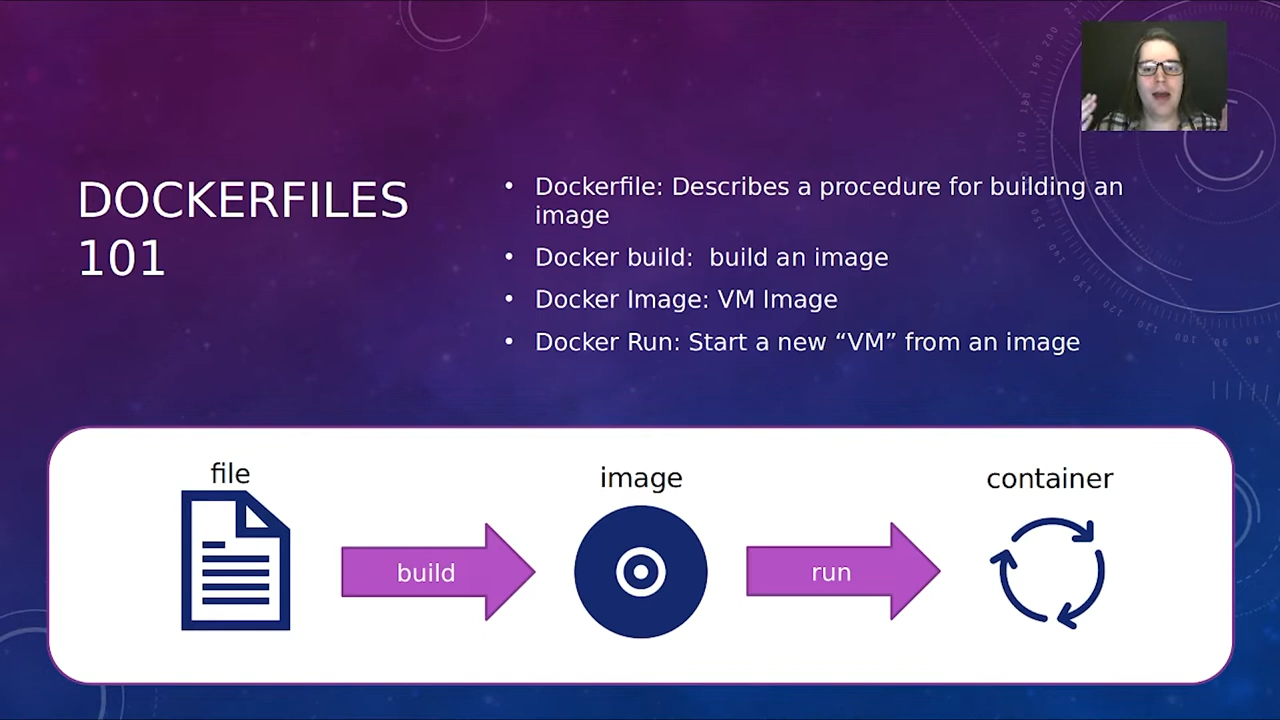 DOCKERFILES
101
• Dockerfile: Describes a procedure for building an
image
• Docker build:  build an image
• Docker Image: VM Image
• Docker Run: Start a new “VM” from an image
file
image
container
build
run